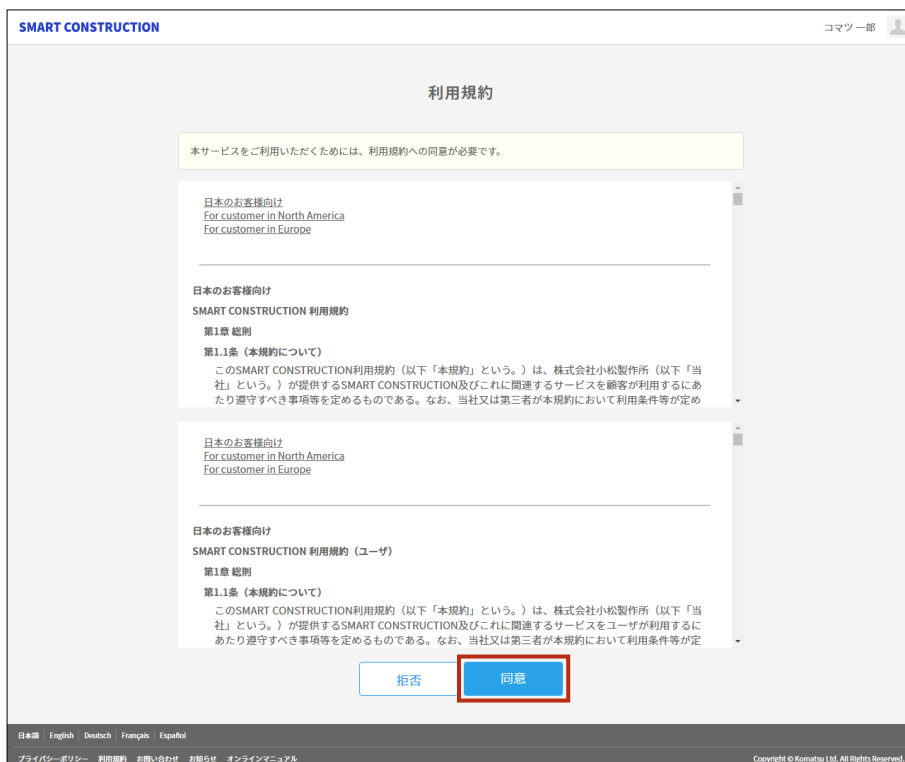 SMART CONSTRUCTION
コマツ 一郎
利用規約
本サービスをご利用いただくためには、利用規約への同意が必要です。
日本のお客様向け
For customer in North America
For customer in Europe
日本のお客様向け
SMART CONSTRUCTION 利用規約
第1章 総則
第1.1条（本規約について）
このSMART CONSTRUCTION利用規約（以下「本規約」という。）は、株式会社小松製作所（以下「当
社」という。）が提供するSMART CONSTRUCTION及びこれに関連するサービスを顧客が利用するにあ
たり遵守すべき事項等を定めるものである。なお、当社又は第三者が本規約において利用条件等が定め
日本のお客様向け
For customer in North America
For customer in Europe
日本のお客様向け
SMART CONSTRUCTION 利用規約（ユーザ）
第1章 総則
第1.1条（本規約について）
このSMART CONSTRUCTION利用規約（以下「本規約」という。）は、株式会社小松製作所（以下「当
社」という。）が提供するSMART CONSTRUCTION及びこれに関連するサービスをユーザが利用するに
あたり遵守すべき事項等を定めるものである。なお、当社又は第三者が本規約において利用条件等が定
拒否 同意
日本語 English Deutsch Français Español
プライバシーポリシー 利用規約 お問い合わせ お知らせ オンラインマニュアル Copyright © Komatsu Ltd. All Rights Reserved.